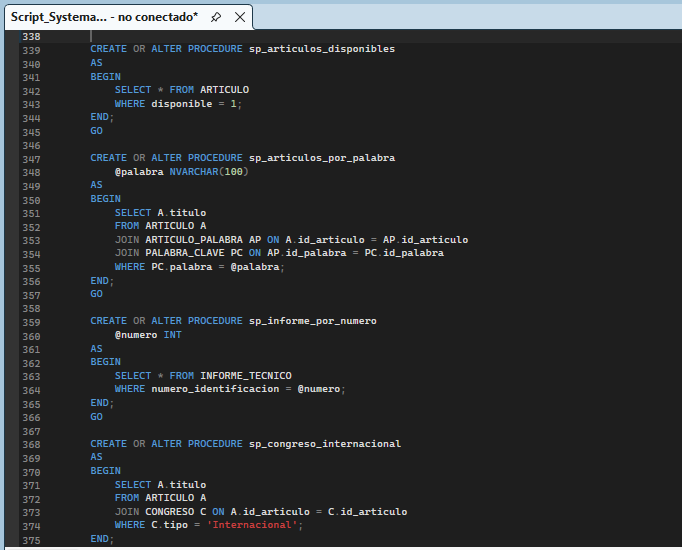 Script_Systema... - no conectado*
338
339 CREATE OR ALTER PROCEDURE sp_articulos_disponibles
340 AS
341 BEGIN
342 SELECT * FROM ARTICULO
343 WHERE disponible = 1;
344 END;
345 GO
346
347 CREATE OR ALTER PROCEDURE sp_articulos_por_palabra
348 @palabra NVARCHAR(100)
349 AS
350 BEGIN
351 SELECT A.titulo
352 FROM ARTICULO A
353 JOIN ARTICULO_PALABRA AP ON A.id_articulo = AP.id_articulo
354 JOIN PALABRA_CLAVE PC ON AP.id_palabra = PC.id_palabra
355 WHERE PC.palabra = @palabra;
356 END;
357 GO
358
359 CREATE OR ALTER PROCEDURE sp_informe_por_numero
360 @numero INT
361 AS
362 BEGIN
363 SELECT * FROM INFORME_TECNICO
364 WHERE numero_identificacion = @numero;
365 END;
366 GO
367
368 CREATE OR ALTER PROCEDURE sp_congreso_internacional
369 AS
370 BEGIN
371 SELECT A.titulo
372 FROM ARTICULO A
373 JOIN CONGRESO C ON A.id_articulo = C.id_articulo
374 WHERE C.tipo = 'Internacional';
375 END;